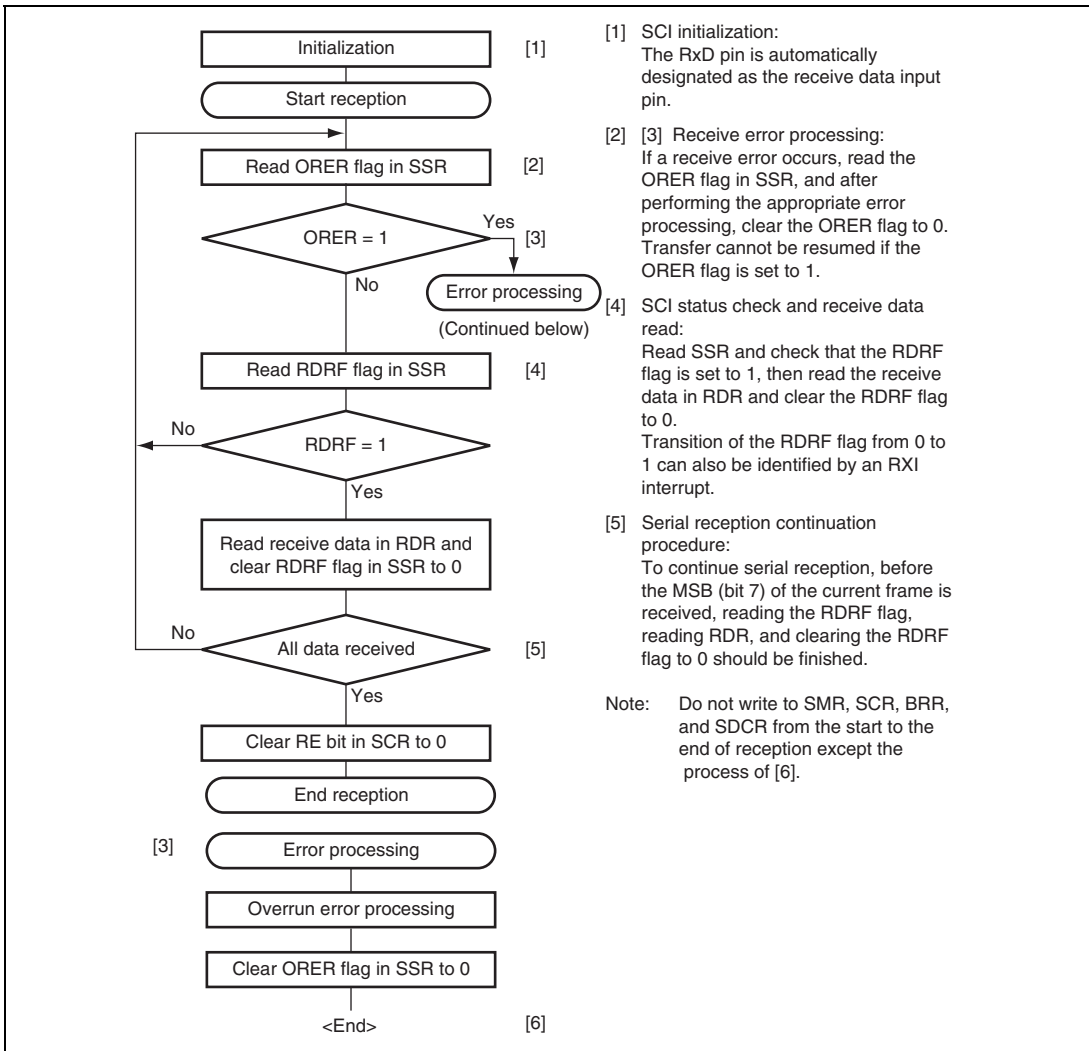 Initialization
[1]
Start reception
Read ORER flag in SSR
[2]
ORER = 1
Yes
[3]
No
Error processing
(Continued below)
Read RDRF flag in SSR
[4]
No
RDRF = 1
Yes
Read receive data in RDR and
clear RDRF flag in SSR to 0
No
All data received
[5]
Yes
Clear RE bit in SCR to 0
End reception
[3]
Error processing
Overrun error processing
Clear ORER flag in SSR to 0
<End>
[6]
[1] SCI initialization:
The RxD pin is automatically
designated as the receive data input
pin.
[2] [3] Receive error processing:
If a receive error occurs, read the
ORER flag in SSR, and after
performing the appropriate error
processing, clear the ORER flag to 0.
Transfer cannot be resumed if the
ORER flag is set to 1.
[4] SCI status check and receive data
read:
Read SSR and check that the RDRF
flag is set to 1, then read the receive
data in RDR and clear the RDRF flag
to 0.
Transition of the RDRF flag from 0 to
1 can also be identified by an RXI
interrupt.
[5] Serial reception continuation
procedure:
To continue serial reception, before
the MSB (bit 7) of the current frame is
received, reading the RDRF flag,
reading RDR, and clearing the RDRF
flag to 0 should be finished.
Note: Do not write to SMR, SCR, BRR,
and SDCR from the start to the
end of reception except the
process of [6].